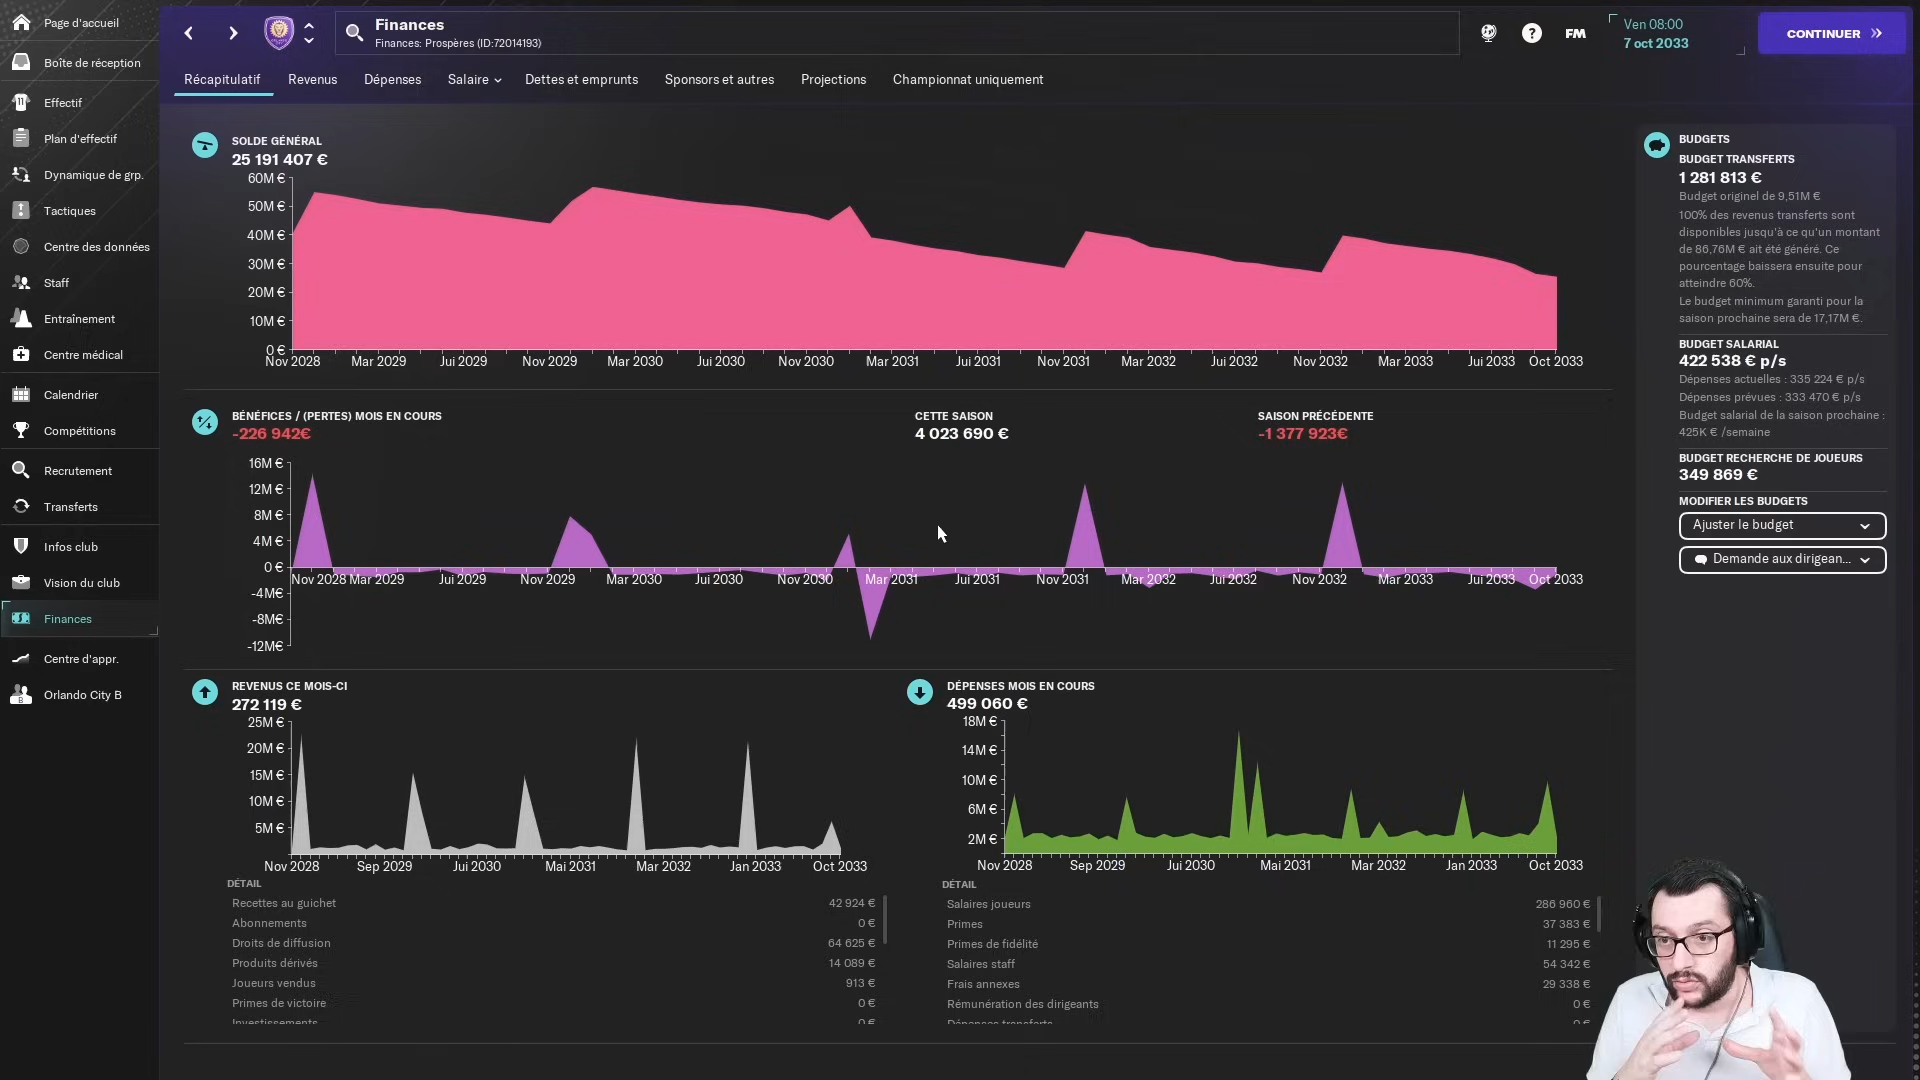 Page d'accueil
Boîte de réception
Effectif
Plan d'effectif
Dynamique de grp.
Tactiques
Centre des données
Staff
Entraînement
Centre médical
Calendrier
Compétitions
Recrutement
Transferts
Infos club
Vision du club
Finances
Centre d'appr.
Orlando City B
Finances
Finances: Prospères (ID:72014193)
FM
Ven 08:00
7 oct 2033
CONTINUER
Récapitulatif Revenus Dépenses Salaire Dettes et emprunts Sponsors et autres Projections Championnat uniquement
SOLDE GÉNÉRAL
25 191 407 €
60M €
50M €
40M €
30M €
20M €
10M €
0 €
Nov 2028 Mar 2029 Jui 2029 Nov 2029 Mar 2030 Jui 2030 Nov 2030 Mar 2031 Jui 2031 Nov 2031 Mar 2032 Jui 2032 Nov 2032 Mar 2033 Jui 2033 Oct 2033
BÉNÉFICES / (PERTES) MOIS EN COURS
-226 942€
CETTE SAISON
4 023 690 €
SAISON PRÉCÉDENTE
-1 377 923€
16M €
12M €
8M €
4M €
0 €
-4M€
-8M€
-12M€
Nov 2028 Mar 2029 Jui 2029 Nov 2029 Mar 2030 Jui 2030 Nov 2030 Mar 2031 Jui 2031 Nov 2031 Mar 2032 Jui 2032 Nov 2032 Mar 2033 Jui 2033 Oct 2033
REVENUS CE MOIS-CI
272 119 €
25M €
20M €
15M €
10M €
5M €
Nov 2028 Sep 2029 Jui 2030 Mai 2031 Mar 2032 Jan 2033 Oct 2033
DÉTAIL
Recettes au guichet 42 924 €
Abonnements 0 €
Droits de diffusion 64 625 €
Produits dérivés 14 089 €
Joueurs vendus 913 €
Primes de victoire 0 €
Investissements 0 €
DÉPENSES MOIS EN COURS
499 060 €
18M €
14M €
10M €
6M €
2M €
Nov 2028 Sep 2029 Jui 2030 Mai 2031 Mar 2032 Jan 2033 Oct 2033
DÉTAIL
Salaires joueurs 286 960 €
Primes 37 383 €
Primes de fidélité 11 295 €
Salaires staff 54 342 €
Frais annexes 29 338 €
Rémunération des dirigeants 0 €
Dépenses transferts 0 €
BUDGETS
BUDGET TRANSFERTS
1 281 813 €
Budget originel de 9,51M €
100% des revenus transferts sont
disponibles jusqu'à ce qu'un montant
de 86,76M € ait été généré. Ce
pourcentage baissera ensuite pour
atteindre 60%.
Le budget minimum garanti pour la
saison prochaine sera de 17,17M €.
BUDGET SALARIAL
422 538 € p/s
Dépenses actuelles : 335 224 € p/s
Dépenses prévues : 333 470 € p/s
Budget salarial de la saison prochaine :
425K € /semaine
BUDGET RECHERCHE DE JOUEURS
349 869 €
MODIFIER LES BUDGETS
Ajuster le budget
Demande aux dirigean...